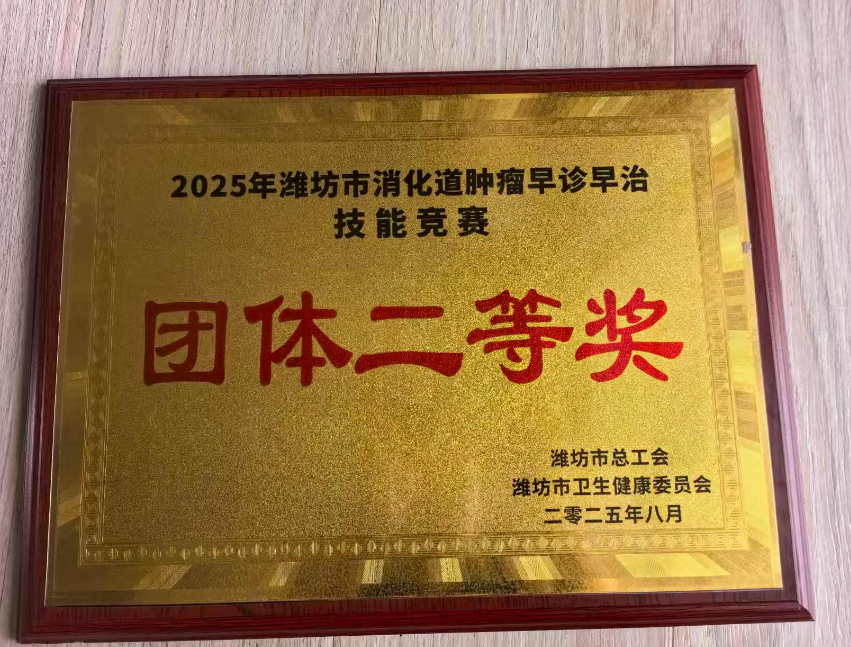 2025年潍坊市消化道肿瘤早诊早治
技能竞赛
团体二等奖
潍坊市总工会
潍坊市卫生健康委员会
二零二五年八月